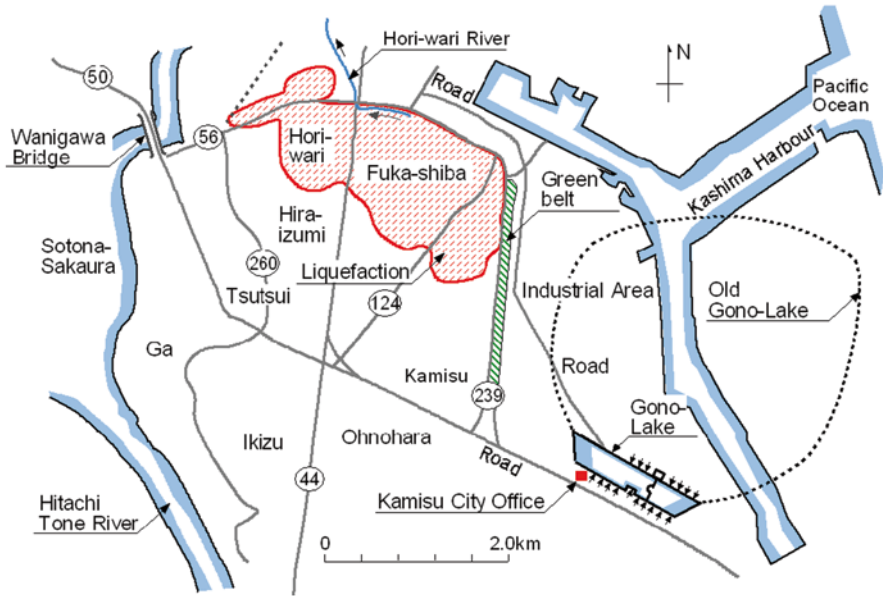 Hori-wari River
N
50
Road
Pacific
Ocean
Wanigawa
Bridge
56
Hori-
wari
Fuka-shiba
Green
belt
Kashima Harbour
Hira-
izumi
Sotona-
Sakaura
260
Liquefaction
Industrial Area
Old
Gono-Lake
Tsutsui
124
Ga
Kamisu
239
Road
Gono-
Lake
Ikizu
Ohnohara
Road
44
Kamisu City Office
Hitachi
Tone River
0
2.0km